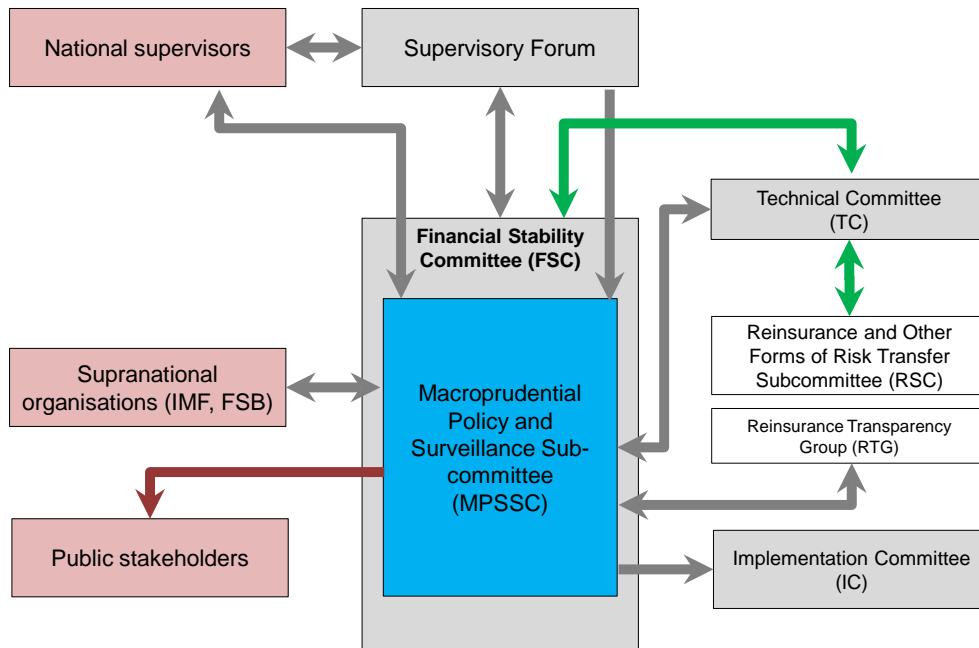 National supervisors
Supervisory Forum
Technical Committee
(TC)
Financial Stability
Committee (FSC)
Reinsurance and Other
Forms of Risk Transfer
Subcommittee (RSC)
Supranational
organisations (IMF, FSB)
Macroprudential
Policy and
Surveillance Sub-
committee
(MPSSC)
Reinsurance Transparency
Group (RTG)
Public stakeholders
Implementation Committee
(IC)